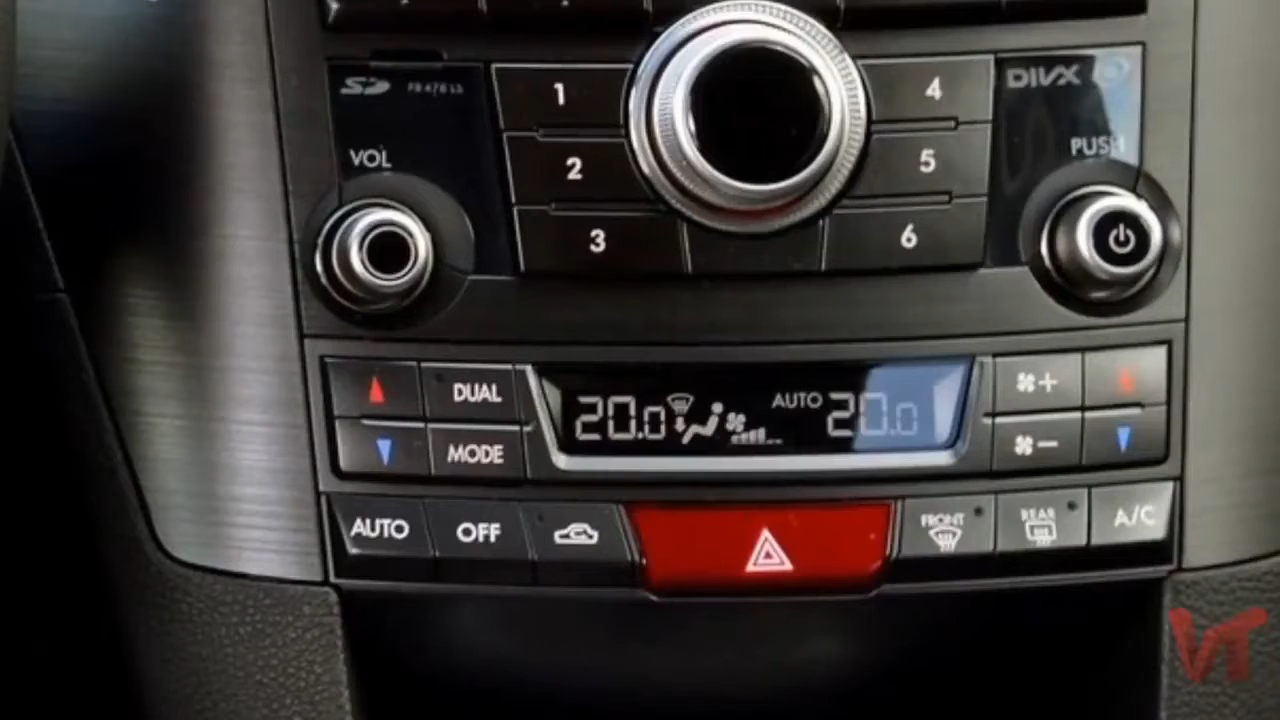 SD
DIVX
VOL
PUSH
1
4
2
5
3
6
DUAL
MODE
20.0
AUTO 20.0
AUTO
OFF
FRONT
REAR
A/C
VT